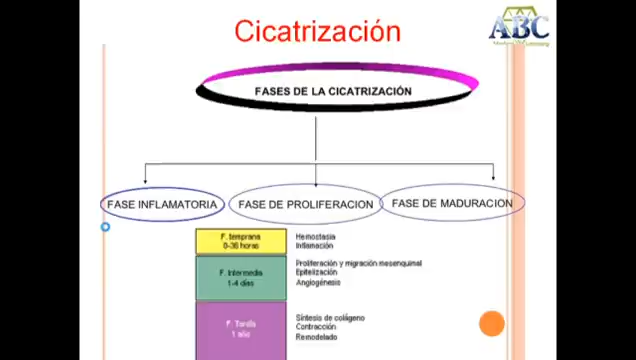 Cicatrización
ABC
FASES DE LA CICATRIZACIÓN
FASE INFLAMATORIA
FASE DE PROLIFERACION
FASE DE MADURACION
F. temprana
0-36 horas
Hemostasia
Inflamación
F. Intermedia
1-4 días
Proliferación y migración mesenquimal
Epitelización
Angiogénesis
F. Tardía
1 año
Síntesis de colágeno
Contracción
Remodelado